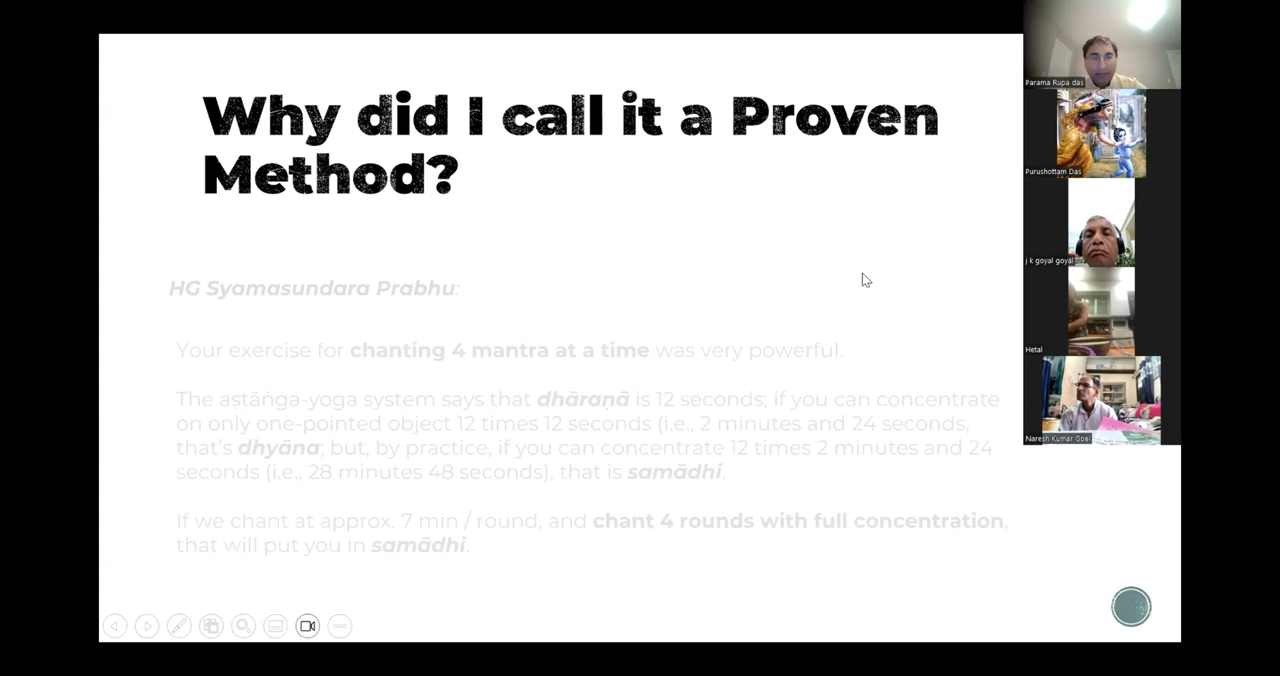 Why did I call it a Proven
Method?
HG Syamasundara Prabhu:
Your exercise for chanting 4 mantra at a time was very powerful.
The aṣṭāṅga-yoga system says that dhāraṇā is 12 seconds; if you can concentrate
on only one-pointed object 12 times 12 seconds (i.e., 2 minutes and 24 seconds,
that's dhyāna; but by practice, if you can concentrate 12 times 2 minutes and 24
seconds (i.e., 28 minutes 48 seconds), that is samādhi.
If we chant at approx. 7 min / round, and chant 4 rounds with full concentration,
that will put you in samādhi.
Parama Rupa das
Purushottam Das
j k goyal goyal
Hetal
Naresh Kumar Goel